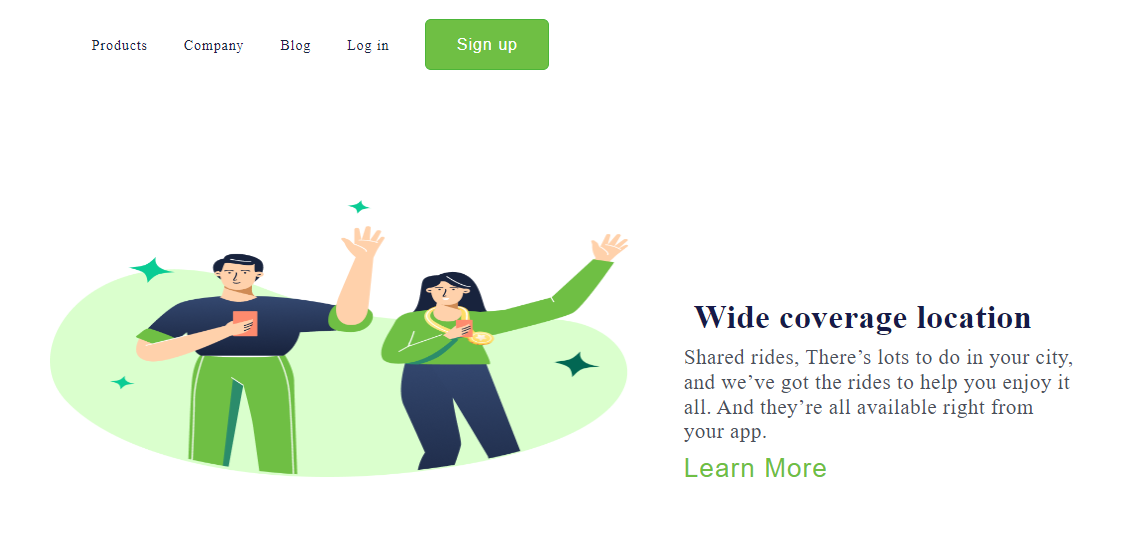 Products Company Blog Log in Sign up
Wide coverage location
Shared rides, There’s lots to do in your city,
and we’ve got the rides to help you enjoy it
all. And they’re all available right from
your app.
Learn More